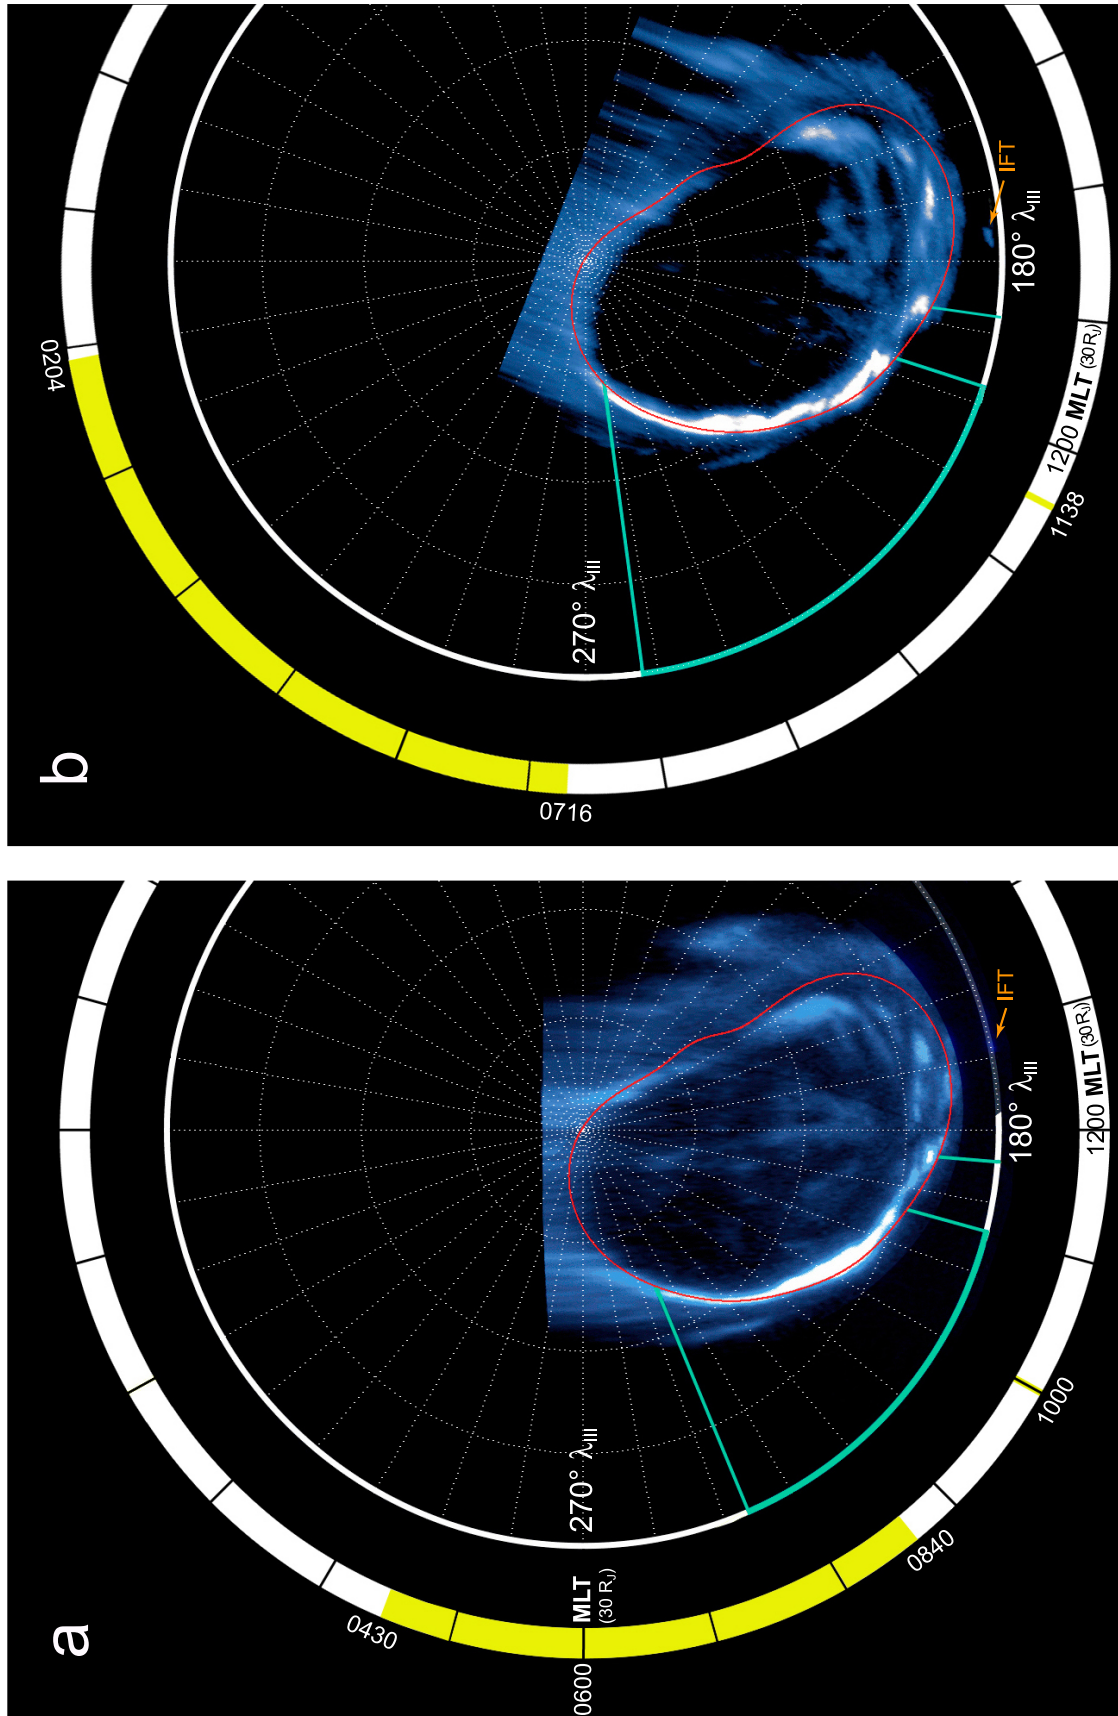 b
0204
0716
270° λIII
180° λIII
IFT
1200 MLT (30 RJ)
1138
a
0430
0600
MLT
(30 RJ)
0840
1000
270° λIII
180° λIII
IFT
1200 MLT (30 RJ)